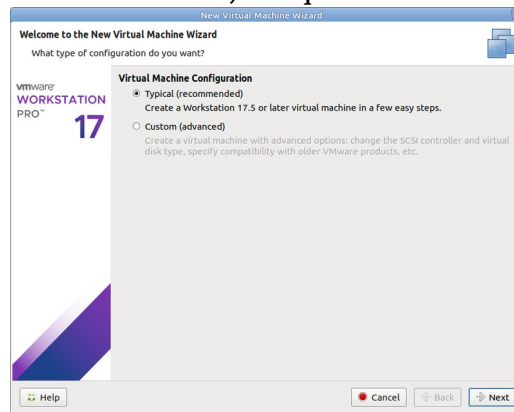 New Virtual Machine Wizard
Welcome to the New Virtual Machine Wizard
What type of configuration do you want?
vmware
WORKSTATION
PRO™
17
Virtual Machine Configuration
Typical (recommended)
Create a Workstation 17.5 or later virtual machine in a few easy steps.
Custom (advanced)
Create a virtual machine with advanced options: change the SCSI controller and virtual
disk type, specify compatibility with older VMware products, etc.
Help
Cancel
Back
Next